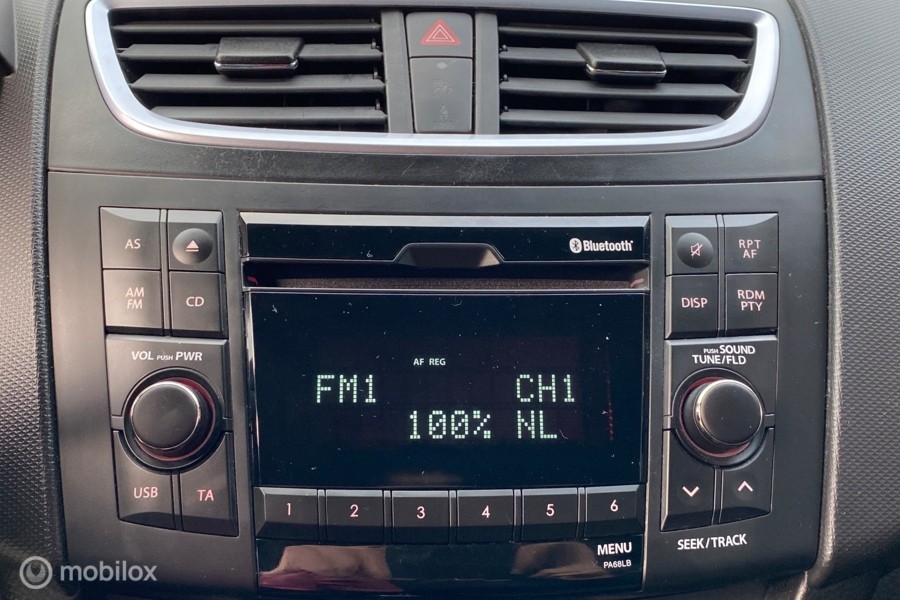 AS
AM
FM
CD
VOL PUSH PWR
USB
TA
Bluetooth
AF REG
FM1 CH1
100% NL
1 2 3 4 5 6
MENU
PA68LB
RPT
AF
DISP
RDM
PTY
PUSH SOUND
TUNE/FLD
SEEK/TRACK
mobilox